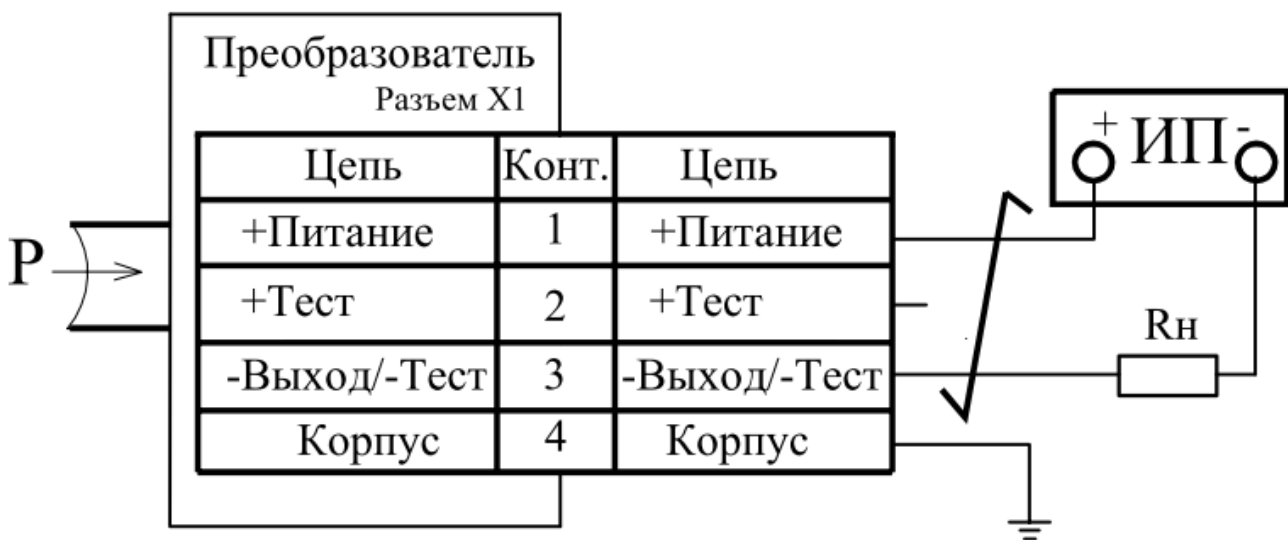 Преобразователь
Разъем X1
Цепь Конт. Цепь
+Питание 1 +Питание
+Тест 2 +Тест
-Выход/-Тест 3 -Выход/-Тест
Корпус 4 Корпус
P
+ ИП -
Rн